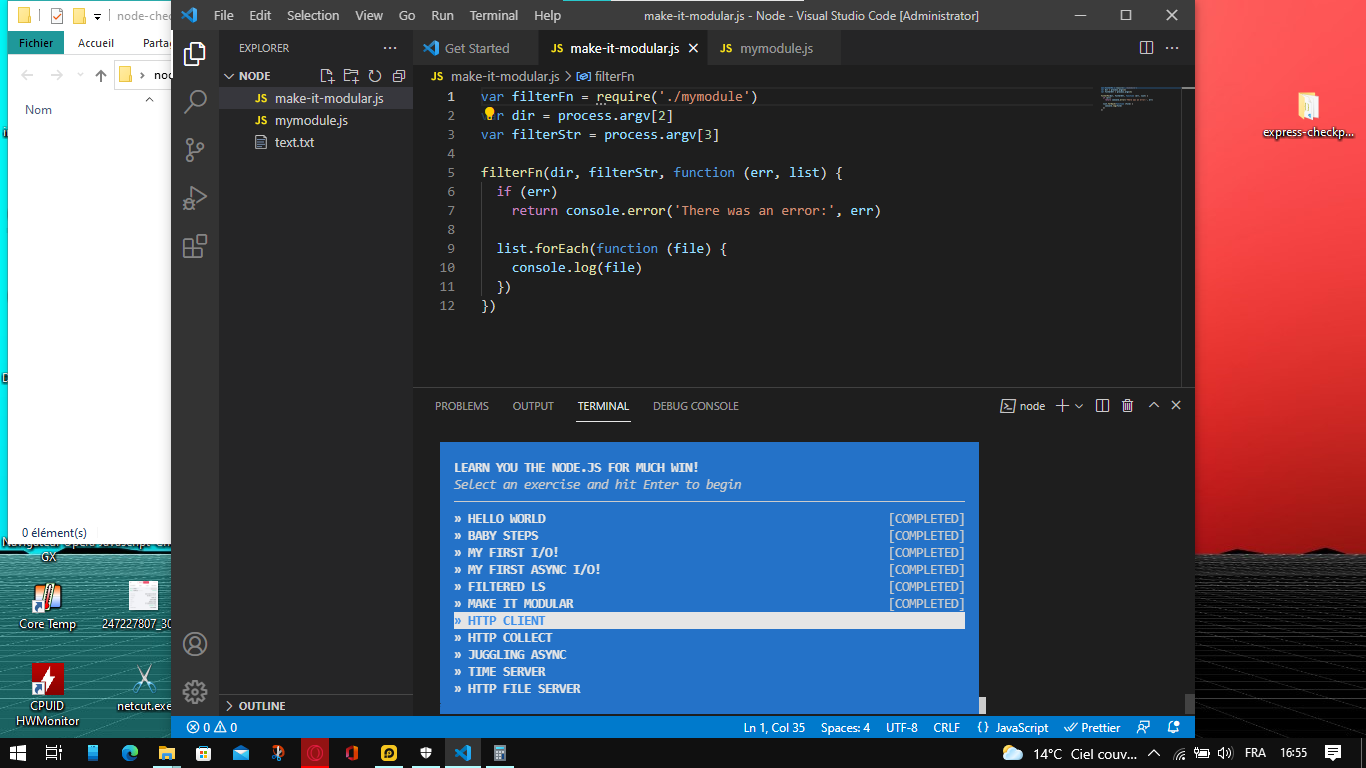 node-chec
File Edit Selection View Go Run Terminal Help
make-it-modular.js - Node - Visual Studio Code [Administrator]
Fichier Accueil Parta
nod
Nom
0 élément(s)
EXPLORER
NODE
JS make-it-modular.js
JS mymodule.js
text.txt
OUTLINE
Get Started
JS make-it-modular.js
JS mymodule.js
JS make-it-modular.js > filterFn
1 var filterFn = require('./mymodule')
2 r dir = process.argv[2]
3 var filterStr = process.argv[3]
4
5 filterFn(dir, filterStr, function (err, list) {
6 if (err)
7 return console.error('There was an error:', err)
8
9 list.forEach(function (file) {
10 console.log(file)
11 })
12 })
PROBLEMS OUTPUT TERMINAL DEBUG CONSOLE
node
LEARN YOU THE NODE.JS FOR MUCH WIN!
Select an exercise and hit Enter to begin
» HELLO WORLD [COMPLETED]
» BABY STEPS [COMPLETED]
» MY FIRST I/O! [COMPLETED]
» MY FIRST ASYNC I/O! [COMPLETED]
» FILTERED LS [COMPLETED]
» MAKE IT MODULAR [COMPLETED]
» HTTP CLIENT
» HTTP COLLECT
» JUGGLING ASYNC
» TIME SERVER
» HTTP FILE SERVER
0 0
Ln 1, Col 35 Spaces: 4 UTF-8 CRLF {} JavaScript Prettier
express-checkp...
GX
Core Temp
247227807_30
CPUID
HWMonitor
netcut.exe
14°C Ciel couv... FRA 16:55